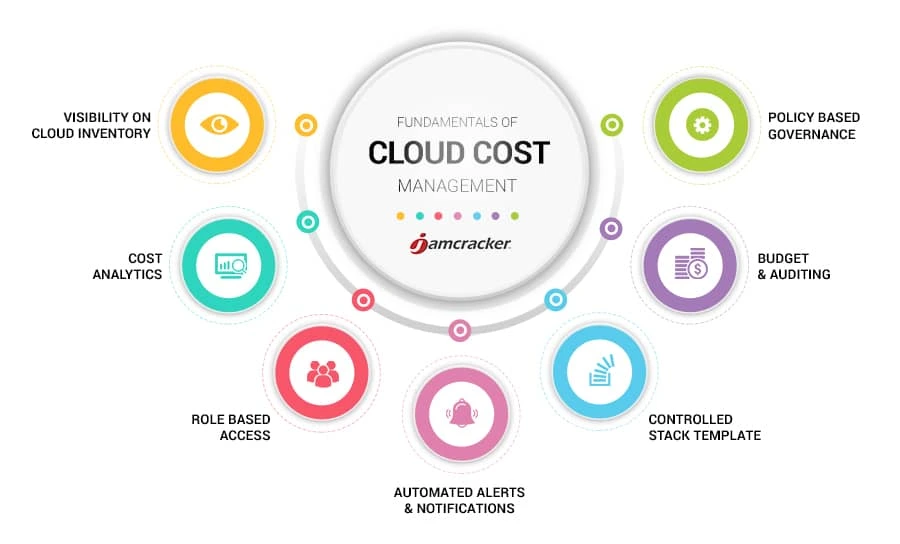 FUNDAMENTALS OF
CLOUD COST
MANAGEMENT
jamcracker
VISIBILITY ON
CLOUD INVENTORY
COST
ANALYTICS
ROLE BASED
ACCESS
AUTOMATED ALERTS
& NOTIFICATIONS
CONTROLLED
STACK TEMPLATE
BUDGET
& AUDITING
$
POLICY BASED
GOVERNANCE